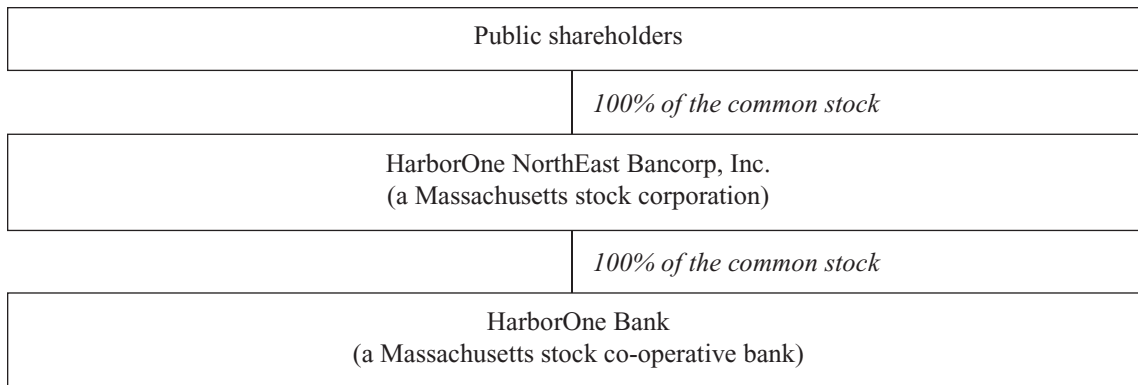 Public shareholders
100% of the common stock
HarborOne NorthEast Bancorp, Inc.
(a Massachusetts stock corporation)
100% of the common stock
HarborOne Bank
(a Massachusetts stock co-operative bank)